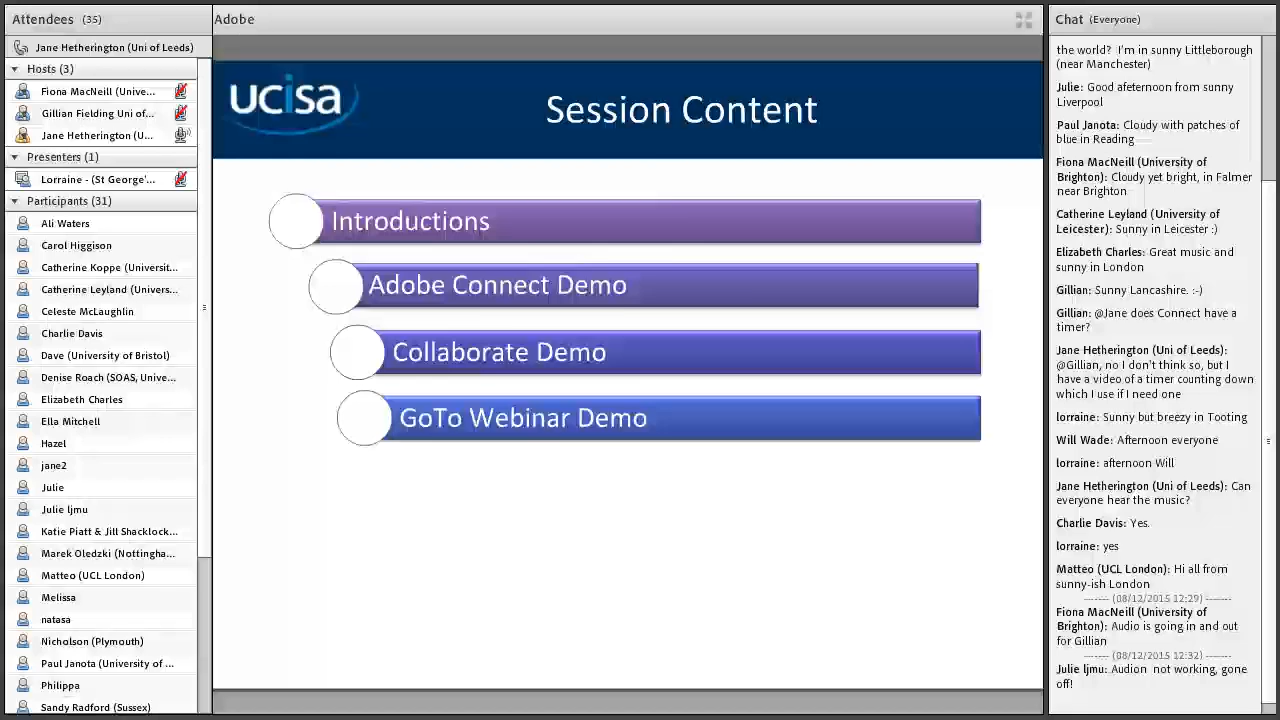 Attendees (35)
Jane Hetherington (Uni of Leeds)
Hosts (3)
Fiona MacNeill (Unive...
Gillian Fielding Uni of...
Jane Hetherington (U...
Presenters (1)
Lorraine - (St George'...
Participants (31)
Ali Waters
Carol Higgison
Catherine Koppe (Universit...
Catherine Leyland (Univers...
Celeste McLaughlin
Charlie Davis
Dave (University of Bristol)
Denise Roach (SOAS, Unive...
Elizabeth Charles
Ella Mitchell
Hazel
jane2
Julie
Julie ljmu
Katie Piatt & Jill Shacklock...
Marek Oledzki (Nottingha...
Matteo (UCL London)
Melissa
natasa
Nicholson (Plymouth)
Paul Janota (University of ...
Philippa
Sandy Radford (Sussex)
Adobe
ucisa
Session Content
Introductions
Adobe Connect Demo
Collaborate Demo
GoTo Webinar Demo
Chat (Everyone)
the world? I'm in sunny Littleborough
(near Manchester)
Julie: Good afeternoon from sunny
Liverpool
Paul Janota: Cloudy with patches of
blue in Reading
Fiona MacNeill (University of
Brighton): Cloudy yet bright, in Falmer
near Brighton
Catherine Leyland (University of
Leicester): Sunny in Leicester :)
Elizabeth Charles: Great music and
sunny in London
Gillian: Sunny Lancashire. :-)
Gillian: @Jane does Connect have a
timer?
Jane Hetherington (Uni of Leeds):
@Gillian, no I don't think so, but I
have a video of a timer counting down
which I use if I need one
lorraine: Sunny but breezy in Tooting
Will Wade: Afternoon everyone
lorraine: afternoon Will
Jane Hetherington (Uni of Leeds): Can
everyone hear the music?
Charlie Davis: Yes.
lorraine: yes
Matteo (UCL London): Hi all from
sunny-ish London
------- (08/12/2015 12:29) -------
Fiona MacNeill (University of
Brighton): Audio is going in and out
for Gillian
------- (08/12/2015 12:32) -------
Julie ljmu: Audion not working, gone
off!